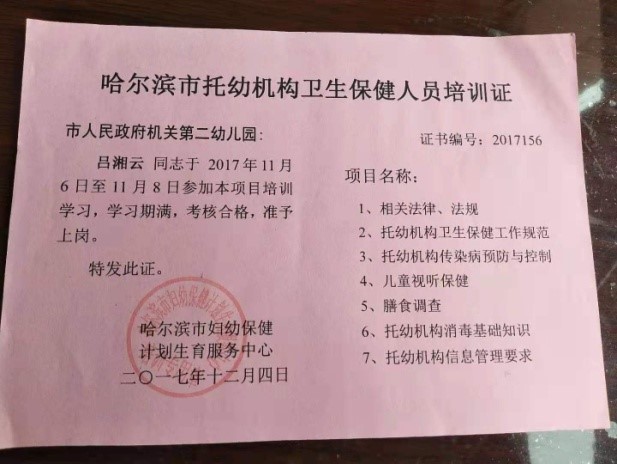 哈尔滨市托幼机构卫生保健人员培训证
市人民政府机关第二幼儿园：
证书编号：2017156
吕湘云 同志于 2017 年 11 月
6 日至 11 月 8 日参加本项目培训
学习，学习期满，考核合格，准予
上岗。
特发此证。
哈尔滨市妇幼保健
计划生育服务中心
二〇一七年十二月四日
项目名称：
1、相关法律、法规
2、托幼机构卫生保健工作规范
3、托幼机构传染病预防与控制
4、儿童视听保健
5、膳食调查
6、托幼机构消毒基础知识
7、托幼机构信息管理要求